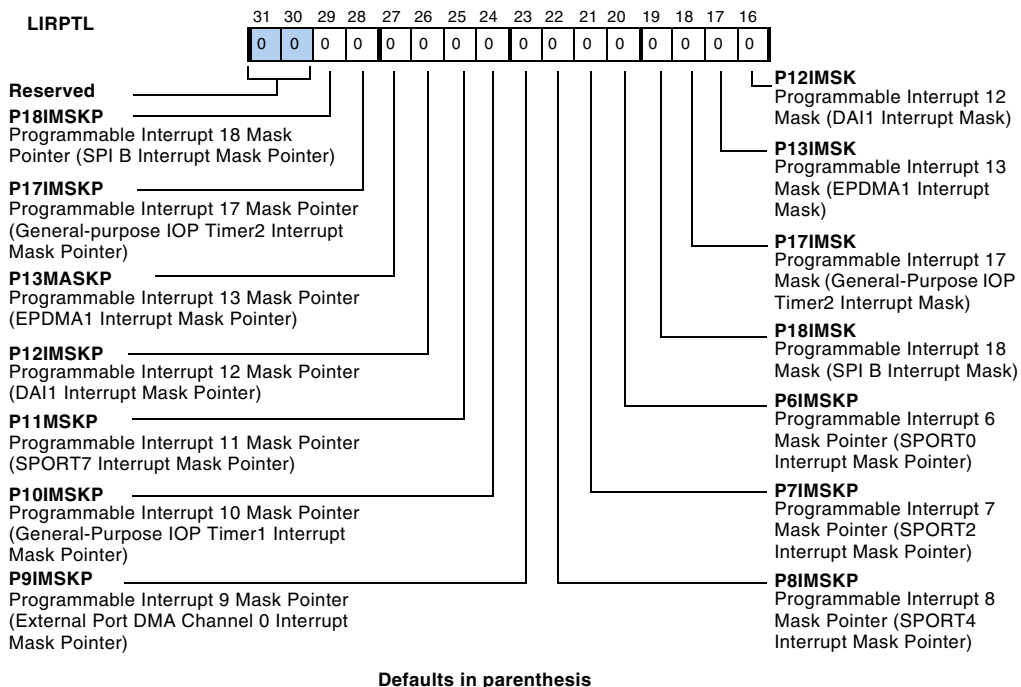 LIRPTL
31 30 29 28 27 26 25 24 23 22 21 20 19 18 17 16
0 0 0 0 0 0 0 0 0 0 0 0 0 0 0 0
Reserved
P18IMSKP
Programmable Interrupt 18 Mask
Pointer (SPI B Interrupt Mask Pointer)
P17IMSKP
Programmable Interrupt 17 Mask Pointer
(General-purpose IOP Timer2 Interrupt
Mask Pointer)
P13MASKP
Programmable Interrupt 13 Mask Pointer
(EPDMA1 Interrupt Mask Pointer)
P12IMSKP
Programmable Interrupt 12 Mask Pointer
(DAI1 Interrupt Mask Pointer)
P11MSKP
Programmable Interrupt 11 Mask Pointer
(SPORT7 Interrupt Mask Pointer)
P10IMSKP
Programmable Interrupt 10 Mask Pointer
(General-Purpose IOP Timer1 Interrupt
Mask Pointer)
P9IMSKP
Programmable Interrupt 9 Mask Pointer
(External Port DMA Channel 0 Interrupt
Mask Pointer)
P12IMSK
Programmable Interrupt 12
Mask (DAI1 Interrupt Mask)
P13IMSK
Programmable Interrupt 13
Mask (EPDMA1 Interrupt
Mask)
P17IMSK
Programmable Interrupt 17
Mask (General-Purpose IOP
Timer2 Interrupt Mask)
P18IMSK
Programmable Interrupt 18
Mask (SPI B Interrupt Mask)
P6IMSKP
Programmable Interrupt 6
Mask Pointer (SPORT0
Interrupt Mask Pointer)
P7IMSKP
Programmable Interrupt 7
Mask Pointer (SPORT2
Interrupt Mask Pointer)
P8IMSKP
Programmable Interrupt 8
Mask Pointer (SPORT4
Interrupt Mask Pointer)
Defaults in parenthesis